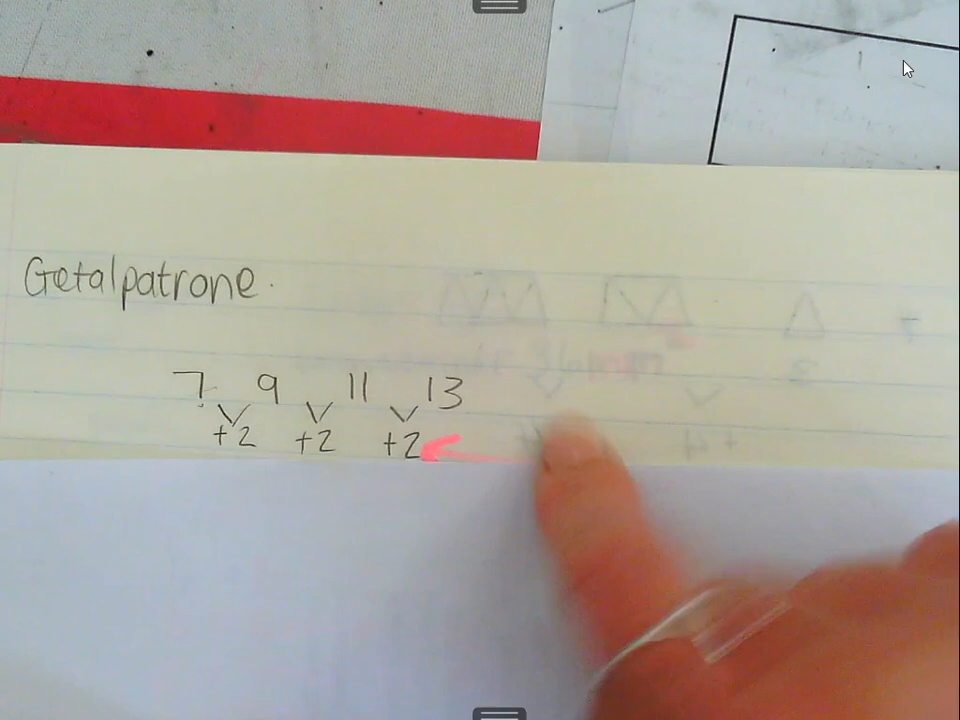 Getalpatrone.
7 9 11 13
+2 +2 +2